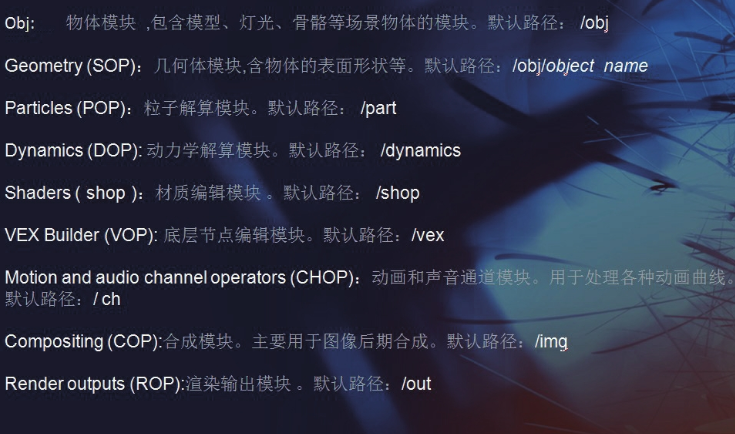 Obj: 物体模块 ,包含模型、灯光、骨骼等场景物体的模块。默认路径： /obj
Geometry (SOP)：几何体模块,含物体的表面形状等。默认路径：/obj/object_name
Particles (POP)：粒子解算模块。默认路径： /part
Dynamics (DOP): 动力学解算模块。默认路径： /dynamics
Shaders ( shop )：材质编辑模块 。默认路径： /shop
VEX Builder (VOP): 底层节点编辑模块。默认路径：/vex
Motion and audio channel operators (CHOP)：动画和声音通道模块。用于处理各种动画曲线。
默认路径：/ ch
Compositing (COP):合成模块。主要用于图像后期合成。默认路径：/img
Render outputs (ROP):渲染输出模块 。默认路径：/out